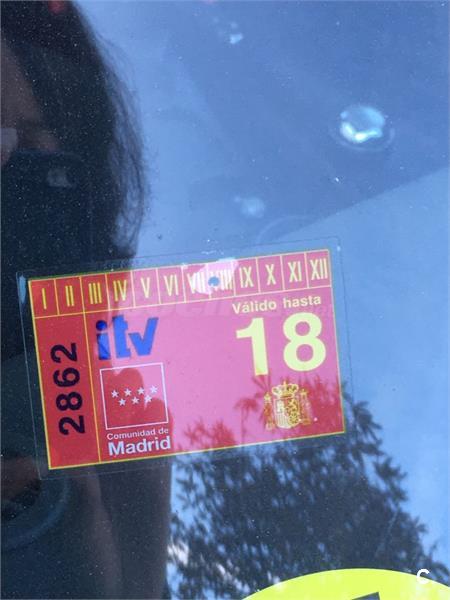 I II III IV V VI VII VIII IX X XI XII
itv
Válido hasta
18
2862
Comunidad de
Madrid